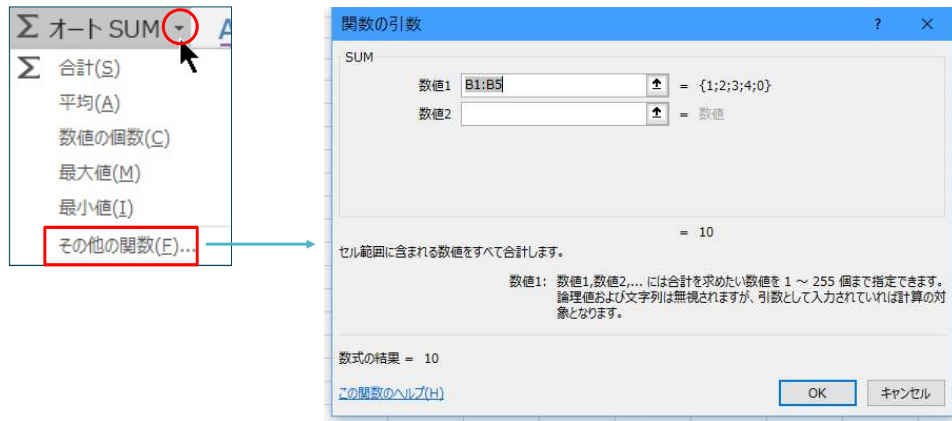 Σ オートSUM
Σ 合計(S)
平均(A)
数値の個数(C)
最大値(M)
最小値(I)
その他の関数(F)...
関数の引数 ? ×
SUM
数値1 B1:B5 = {1;2;3;4;0}
数値2 = 数値
= 10
セル範囲に含まれる数値をすべて合計します。
数値1: 数値1,数値2,... には合計を求めたい数値を 1 ~ 255 個まで指定できます。
論理値および文字列は無視されますが、引数として入力されていれば計算の対
象となります。
数式の結果 = 10
この関数のヘルプ(H)
OK キャンセル